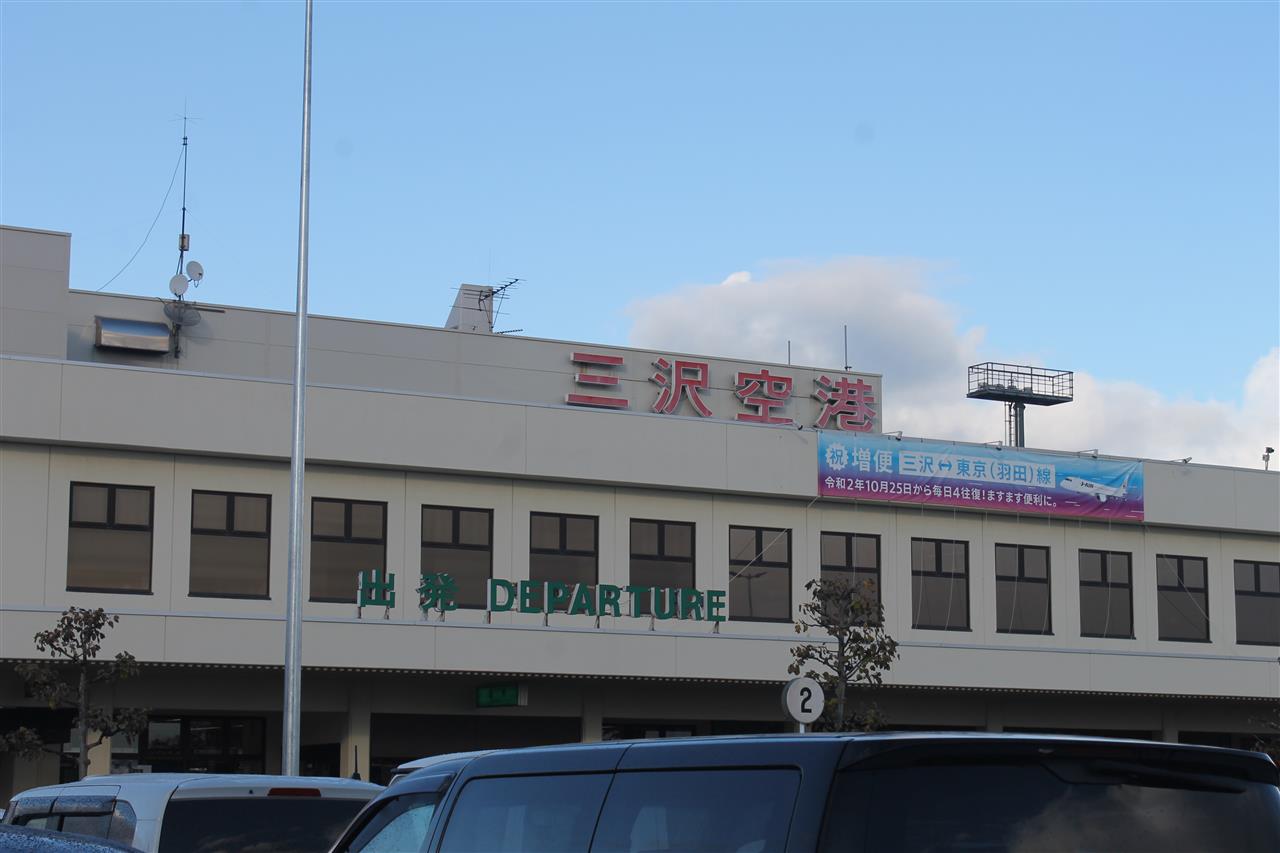 三沢空港
祝 増便 三沢↔東京(羽田)線
令和2年10月25日から毎日4往復!ますます便利に。
J-AIR
出発 DEPARTURE
2